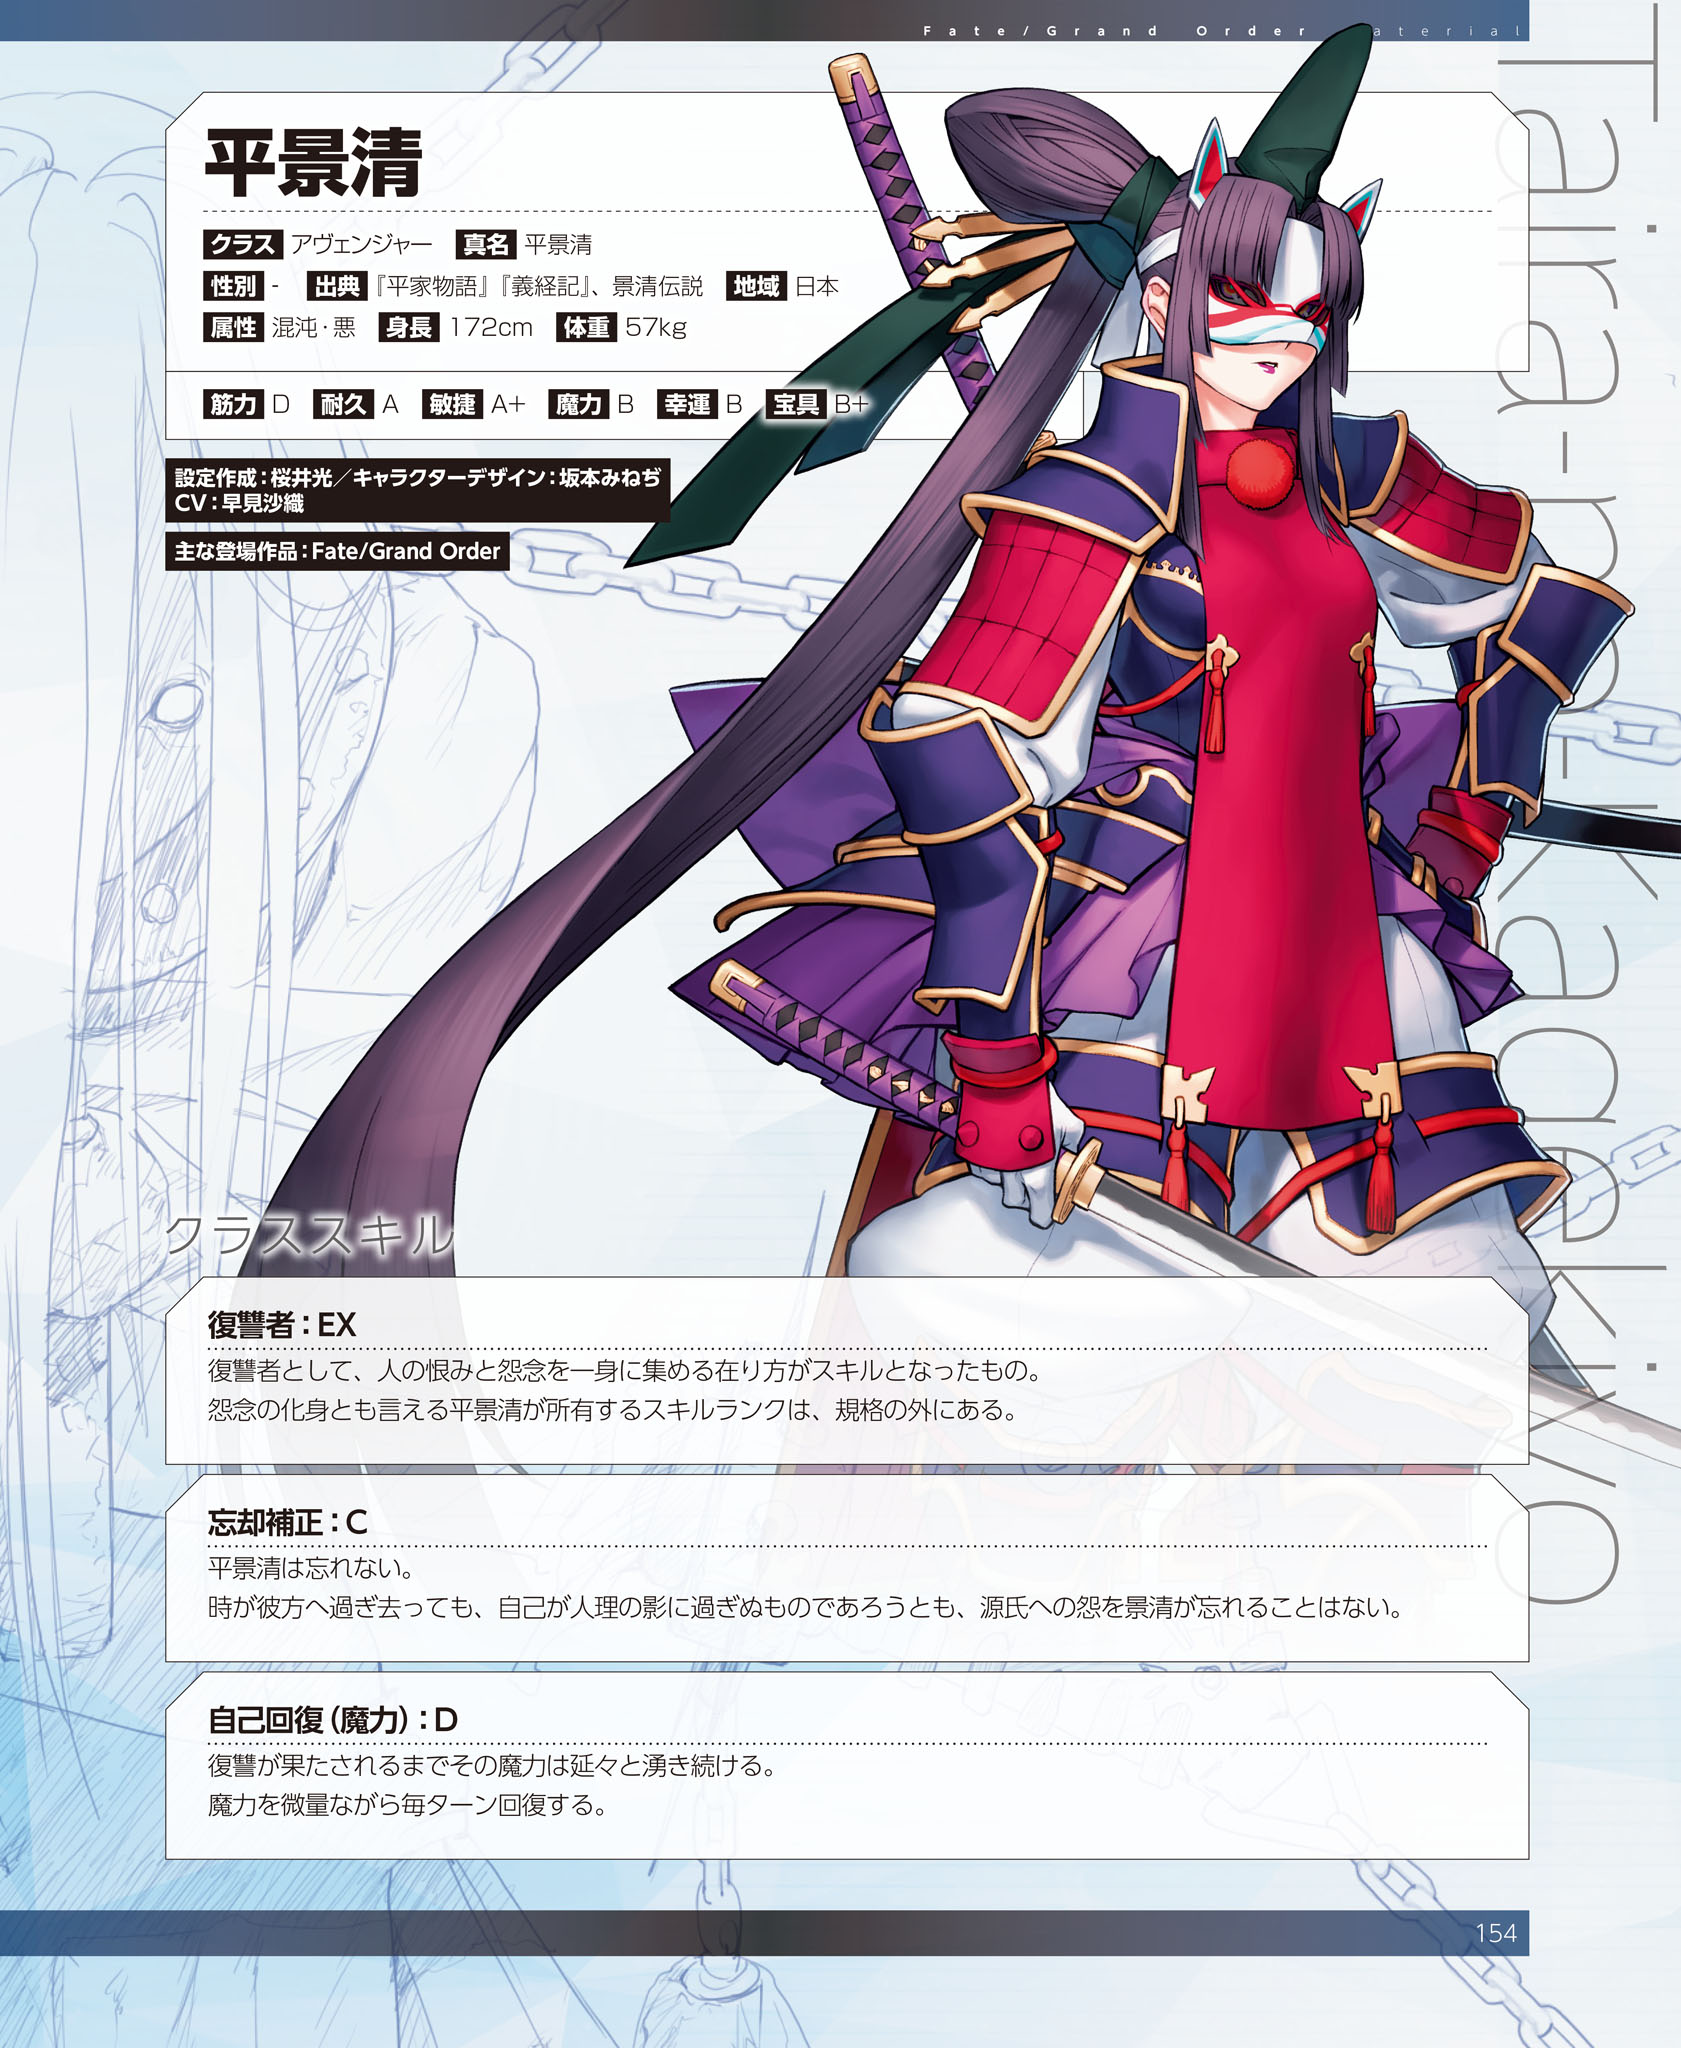 Fate/Grand Order Material
平景清
クラス アヴェンジャー 真名 平景清
性別 - 出典 『平家物語』『義経記』、景清伝説 地域 日本
属性 混沌・悪 身長 172cm 体重 57kg
筋力 D 耐久 A 敏捷 A+ 魔力 B 幸運 B 宝具 B+
設定作成：桜井光／キャラクターデザイン：坂本みねぢ
CV：早見沙織
主な登場作品：Fate/Grand Order
Taira-no-kagekiyo
クラススキル
復讐者：EX
復讐者として、人の恨みと怨念を一身に集める在り方がスキルとなったもの。
怨念の化身とも言える平景清が所有するスキルランクは、規格の外にある。
忘却補正：C
平景清は忘れない。
時が彼方へ過ぎ去っても、自己が人理の影に過ぎぬものであろうとも、源氏への怨を景清が忘れることはない。
自己回復（魔力）：D
復讐が果たされるまでその魔力は延々と湧き続ける。
魔力を微量ながら毎ターン回復する。
154